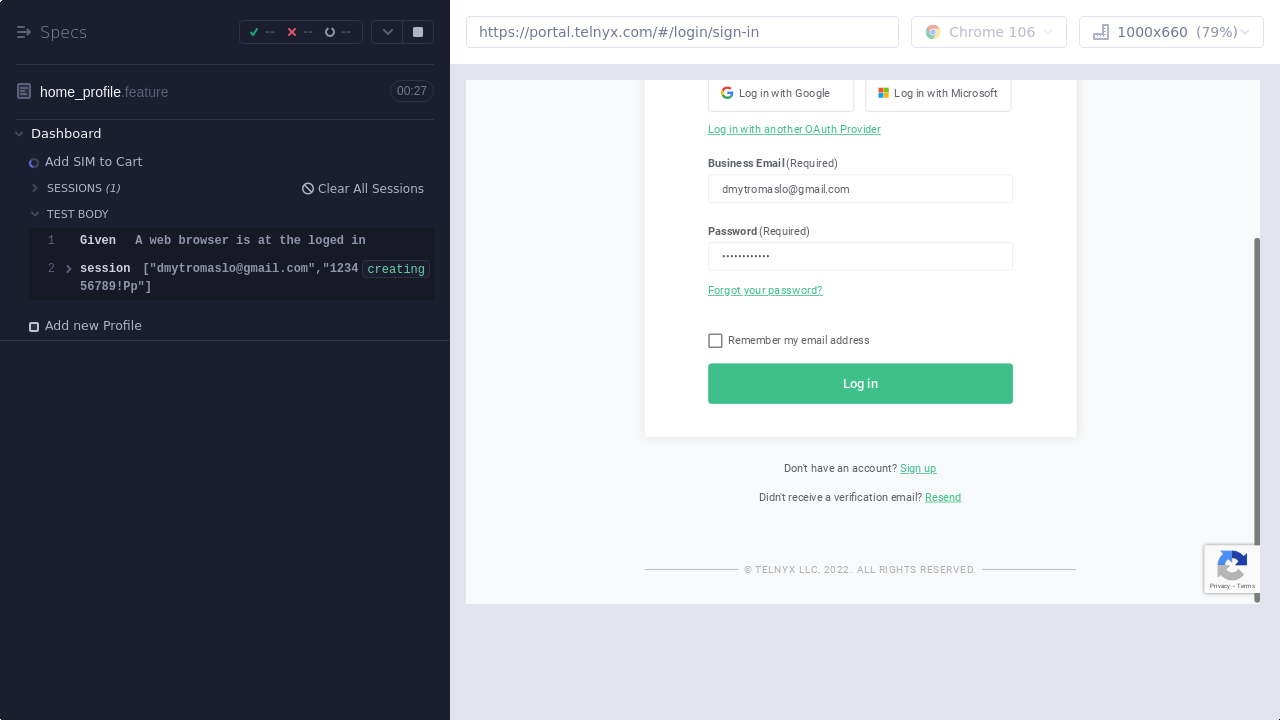 Specs
--
--
--
https://portal.telnyx.com/#/login/sign-in
Chrome 106
1000x660 (79%)
home_profile.feature
00:27
Dashboard
Add SIM to Cart
SESSIONS (1)
Clear All Sessions
TEST BODY
1 Given A web browser is at the loged in
2 session ["dmytromaslo@gmail.com","1234
56789!Pp"]
creating
Add new Profile
Log in with Google
Log in with Microsoft
Log in with another OAuth Provider
Business Email (Required)
dmytromaslo@gmail.com
Password (Required)
••••••••••••
Forgot your password?
Remember my email address
Log in
Don't have an account? Sign up
Didn't receive a verification email? Resend
© TELNYX LLC, 2022. ALL RIGHTS RESERVED.
Privacy - Terms